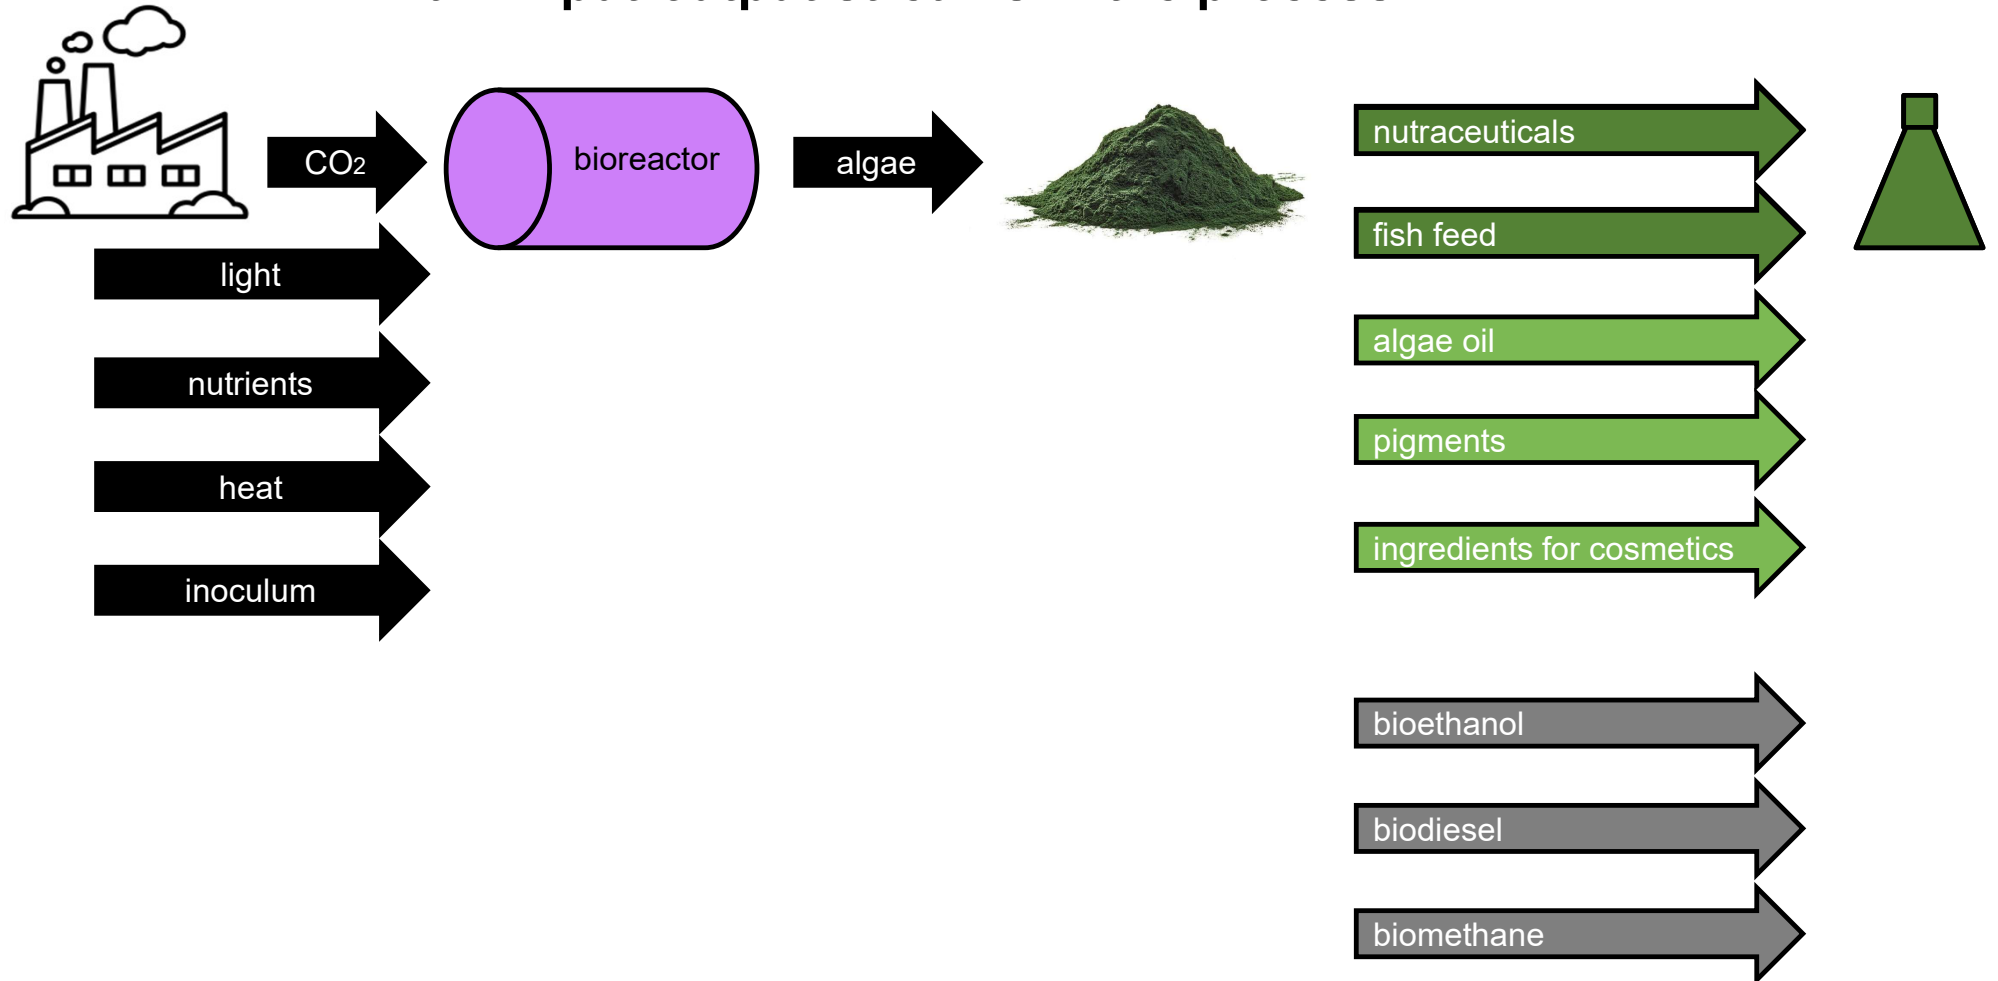 CO2
bioreactor
algae
light
nutrients
heat
inoculum
nutraceuticals
fish feed
algae oil
pigments
ingredients for cosmetics
bioethanol
biodiesel
biomethane